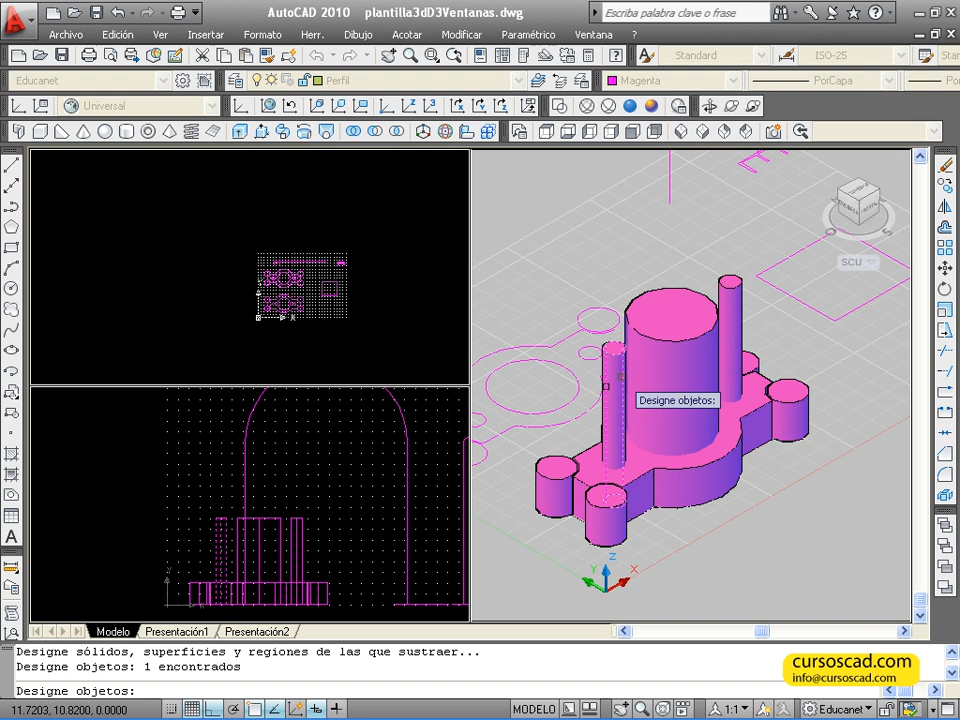 AutoCAD 2010   plantilla3dD3Ventanas.dwg
Escriba palabra clave o frase
Archivo Edición Ver Insertar Formato Herr. Dibujo Acotar Modificar Paramétrico Ventana ?
Standard ISO-25 Stan
Educanet Perfil Magenta PorCapa Po
Universal
SCU
Designe objetos:
Z
Y X
Modelo Presentación1 Presentación2
Designe sólidos, superficies y regiones de las que sustraer...
Designe objetos: 1 encontrados
Designe objetos:
cursoscad.com
info@cursoscad.com
11.7203, 10.8200, 0.0000 MODELO 1:1 Educanet